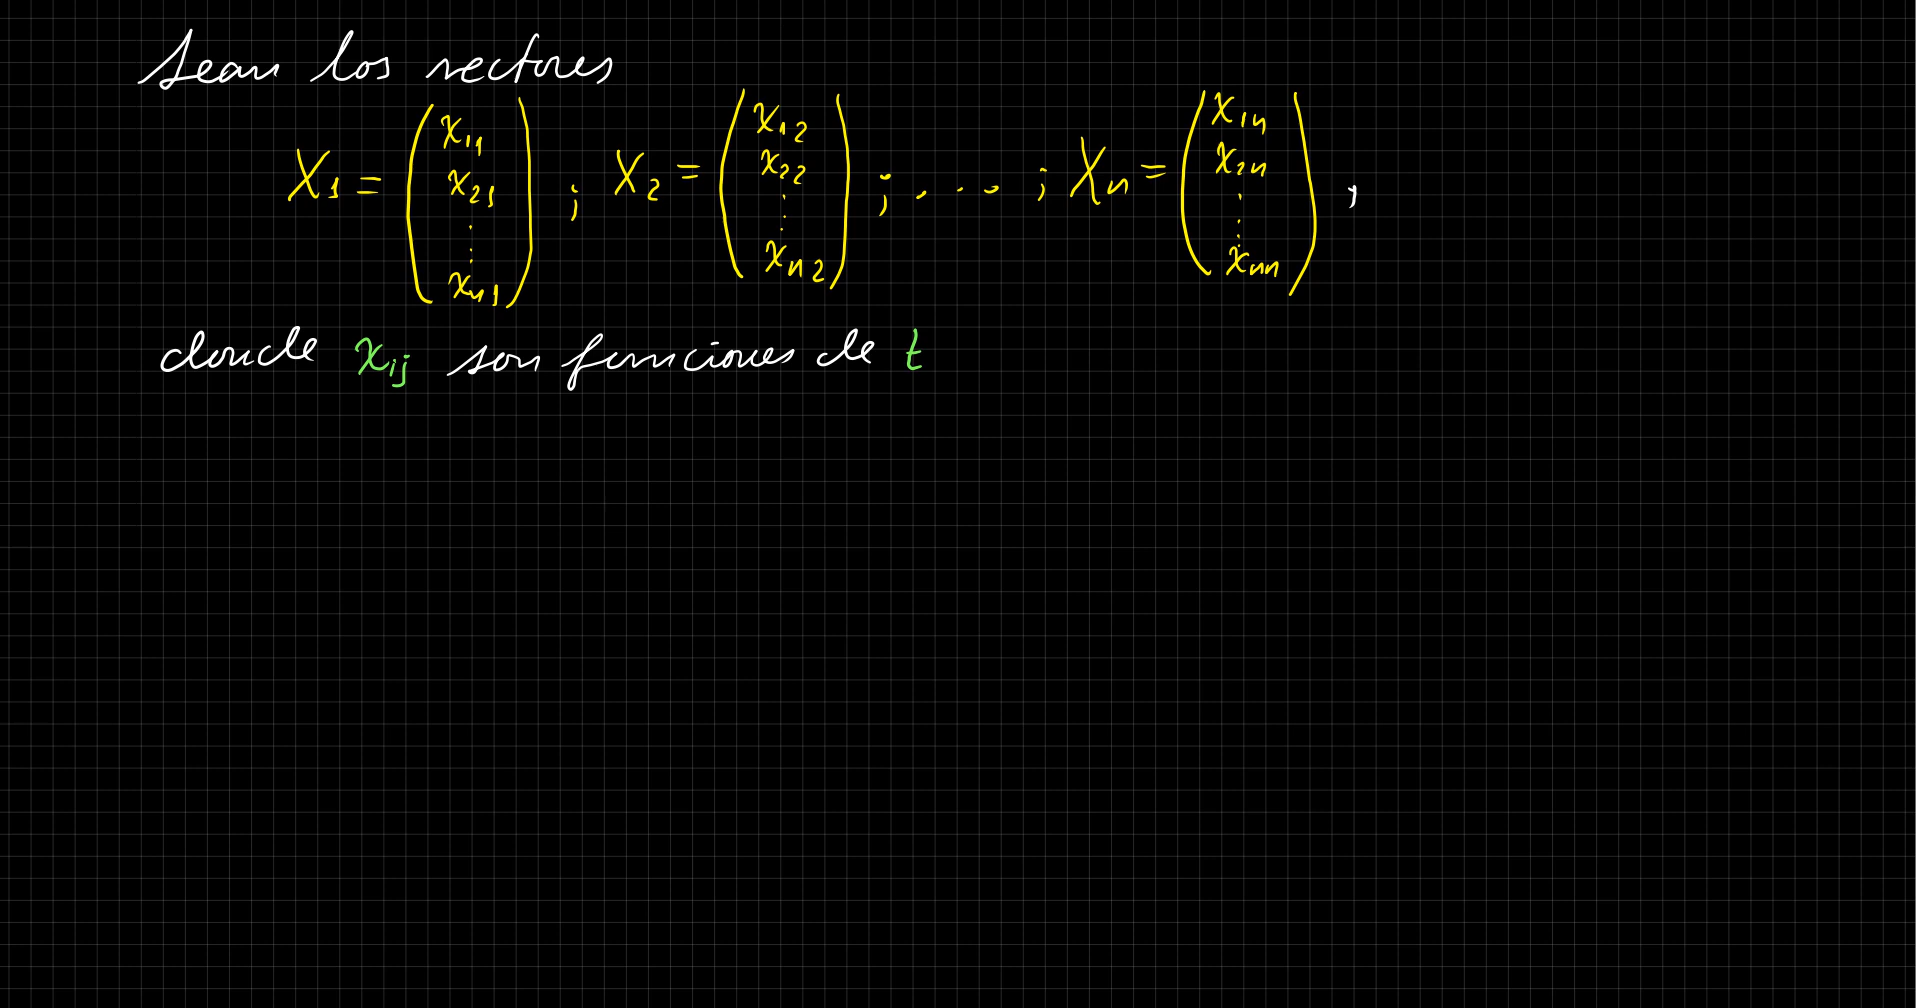 Sean los vectores
X₁ = (x₁₁ x₂₁ ⋮ xₙ₁) ; X₂ = (x₁₂ x₂₂ ⋮ xₙ₂) ; . . . ; Xₙ = (x₁ₙ x₂ₙ ⋮ xₙₙ) ,
donde xᵢⱼ son funciones de t